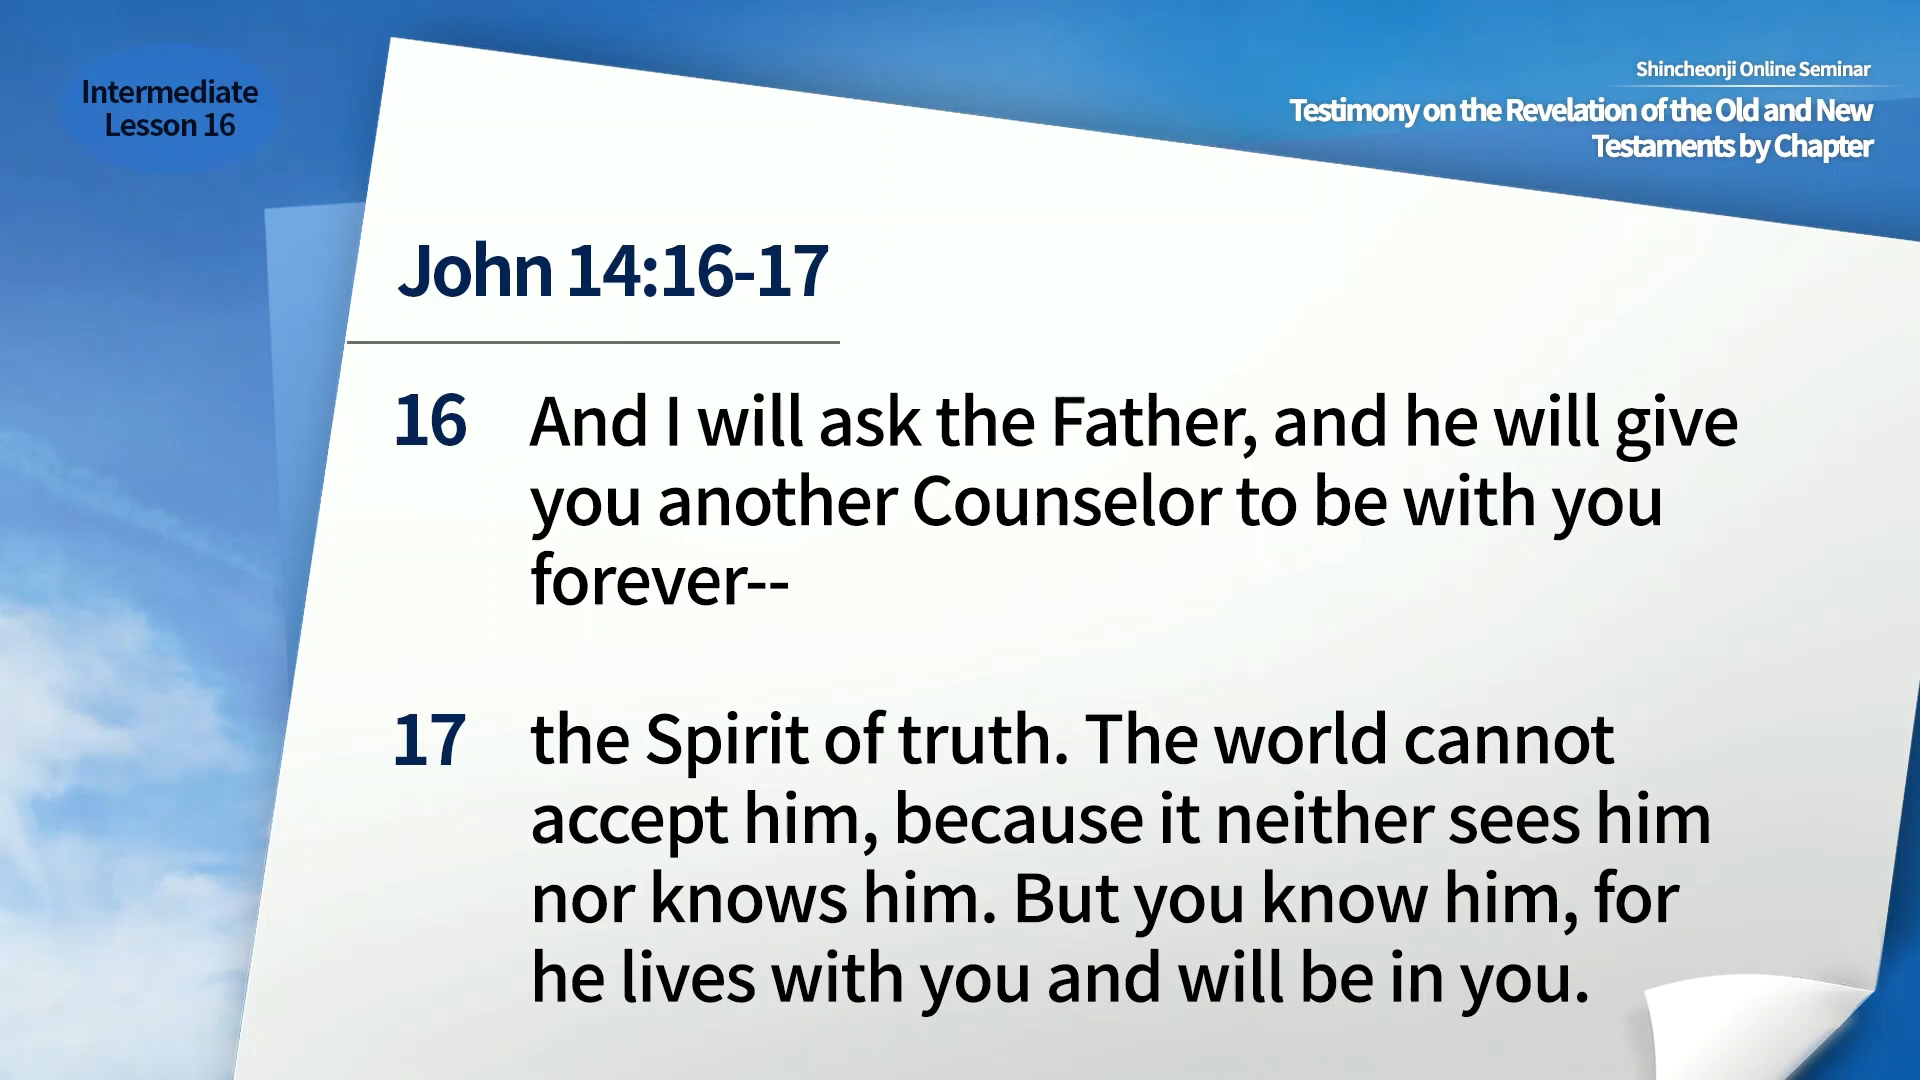 Intermediate
Lesson 16
Shincheonji Online Seminar
Testimony on the Revelation of the Old and New
Testaments by Chapter
John 14:16-17
16 And I will ask the Father, and he will give
you another Counselor to be with you
forever--
17 the Spirit of truth. The world cannot
accept him, because it neither sees him
nor knows him. But you know him, for
he lives with you and will be in you.